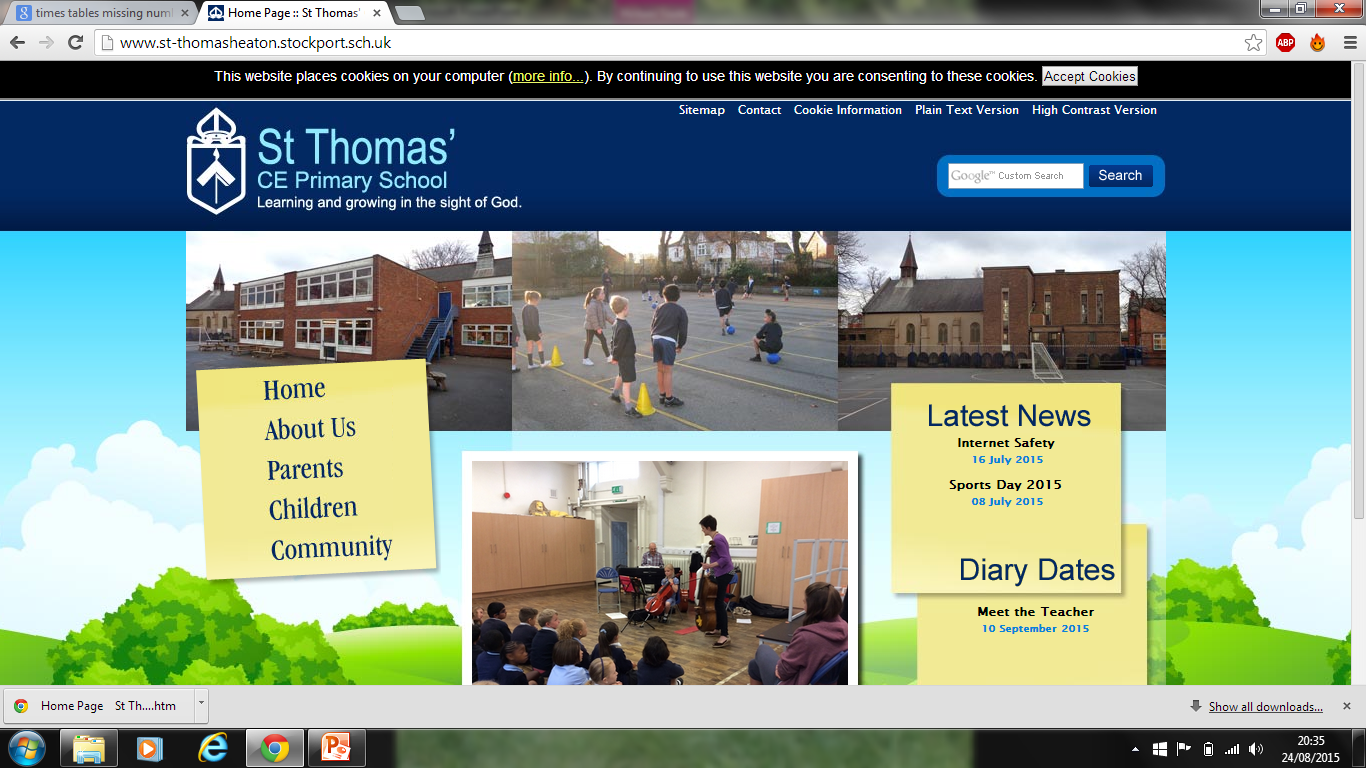 times tables missing num
Home Page :: St Thomas'
www.st-thomasheaton.stockport.sch.uk
ABP
This website places cookies on your computer (more info...). By continuing to use this website you are consenting to these cookies. Accept Cookies
Sitemap Contact Cookie Information Plain Text Version High Contrast Version
St Thomas'
CE Primary School
Learning and growing in the sight of God.
Google™ Custom Search Search
Home
About Us
Parents
Children
Community
Latest News
Internet Safety
16 July 2015
Sports Day 2015
08 July 2015
Diary Dates
Meet the Teacher
10 September 2015
Home Page St Th....htm
Show all downloads...
20:35
24/08/2015